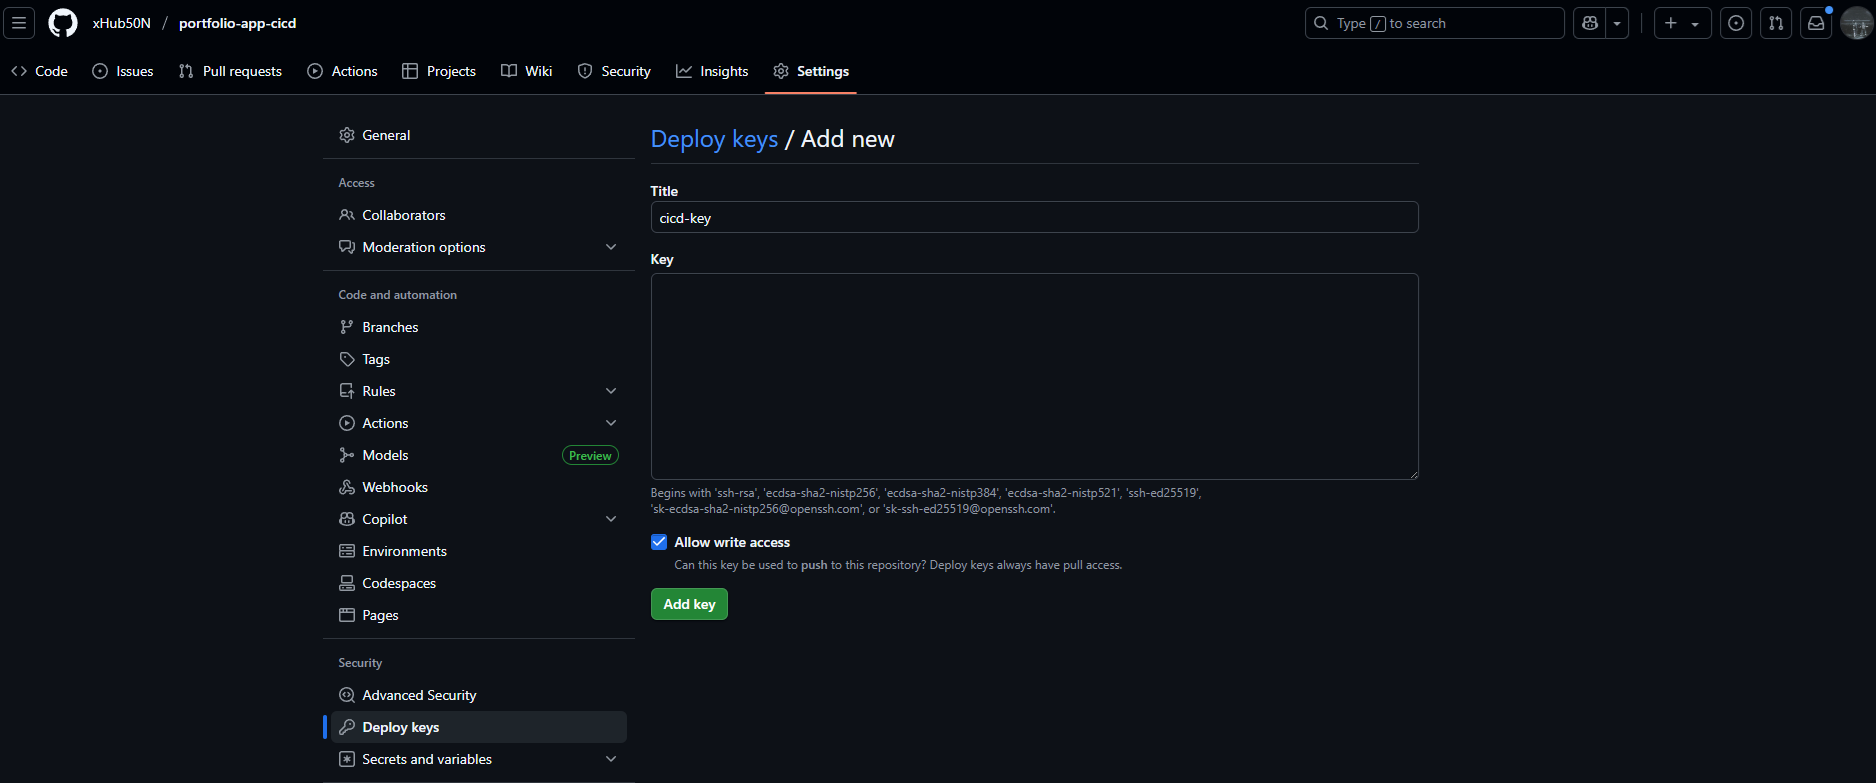 xHub50N / portfolio-app-cicd
Type / to search
Code
Issues
Pull requests
Actions
Projects
Wiki
Security
Insights
Settings
General
Access
Collaborators
Moderation options
Code and automation
Branches
Tags
Rules
Actions
Models
Preview
Webhooks
Copilot
Environments
Codespaces
Pages
Security
Advanced Security
Deploy keys
Secrets and variables
Deploy keys / Add new
Title
cicd-key
Key
Begins with 'ssh-rsa', 'ecdsa-sha2-nistp256', 'ecdsa-sha2-nistp384', 'ecdsa-sha2-nistp521', 'ssh-ed25519',
'sk-ecdsa-sha2-nistp256@openssh.com', or 'sk-ssh-ed25519@openssh.com'.
Allow write access
Can this key be used to push to this repository? Deploy keys always have pull access.
Add key